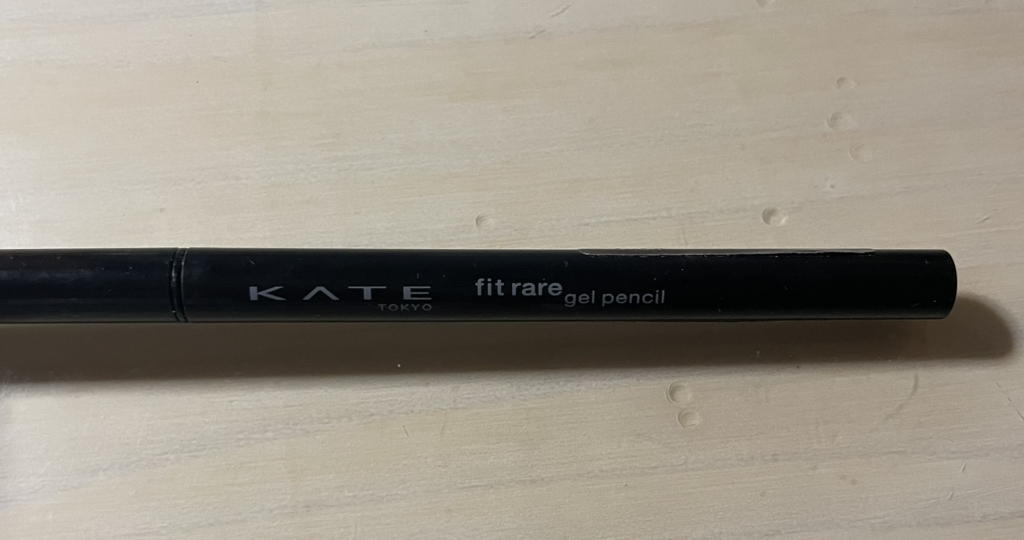 KATE
TOKYO
fit rare
gel pencil